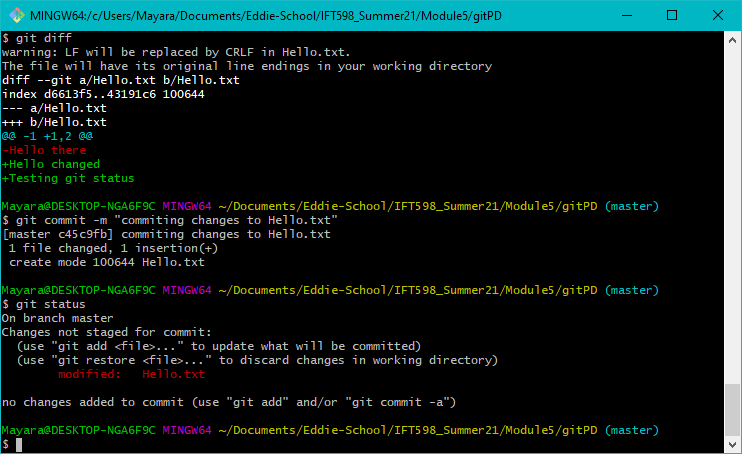 MINGW64:/c/Users/Mayara/Documents/Eddie-School/IFT598_Summer21/Module5/gitPD
$ git diff
warning: LF will be replaced by CRLF in Hello.txt.
The file will have its original line endings in your working directory
diff --git a/Hello.txt b/Hello.txt
index d6613f5..43191c6 100644
--- a/Hello.txt
+++ b/Hello.txt
@@ -1 +1,2 @@
-Hello there
+Hello changed
+Testing git status
Mayara@DESKTOP-NGA6F9C MINGW64 ~/Documents/Eddie-School/IFT598_Summer21/Module5/gitPD (master)
$ git commit -m "commiting changes to Hello.txt"
[master c45c9fb] commiting changes to Hello.txt
 1 file changed, 1 insertion(+)
 create mode 100644 Hello.txt
Mayara@DESKTOP-NGA6F9C MINGW64 ~/Documents/Eddie-School/IFT598_Summer21/Module5/gitPD (master)
$ git status
On branch master
Changes not staged for commit:
  (use "git add <file>..." to update what will be committed)
  (use "git restore <file>..." to discard changes in working directory)
        modified:   Hello.txt
no changes added to commit (use "git add" and/or "git commit -a")
Mayara@DESKTOP-NGA6F9C MINGW64 ~/Documents/Eddie-School/IFT598_Summer21/Module5/gitPD (master)
$